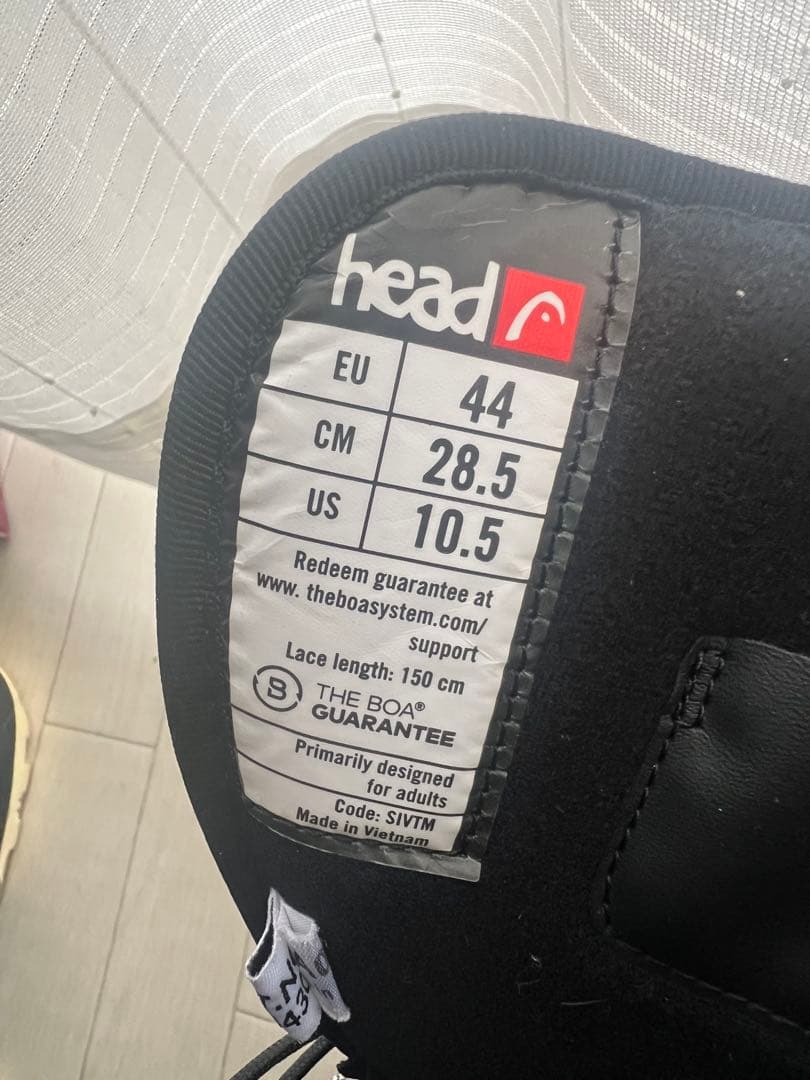 head
EU 44
CM 28.5
US 10.5
Redeem guarantee at
www. theboasystem.com/
support
Lace length: 150 cm
B THE BOA®
GUARANTEE
Primarily designed
for adults
Code: SIVTM
Made in Vietnam